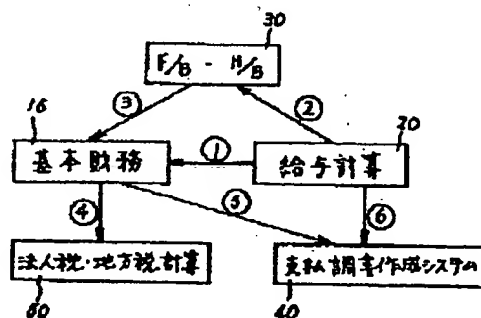 30
F/B - H/B
③
②
16
20
基本財務
①
給与計算
④
⑤
⑥
法人税・地方税計算
支払調書作成システム
50
40